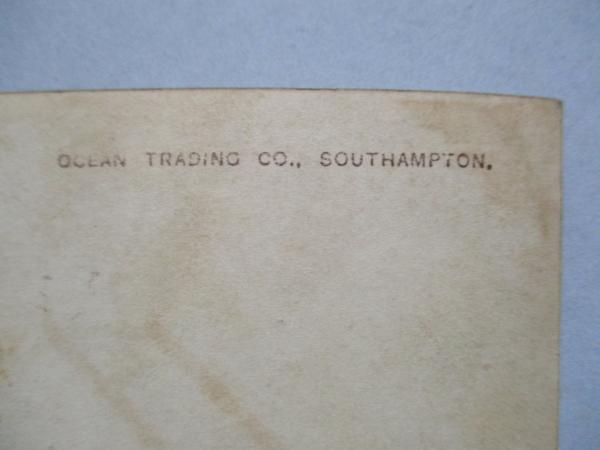 OCEAN TRADING CO., SOUTHAMPTON.